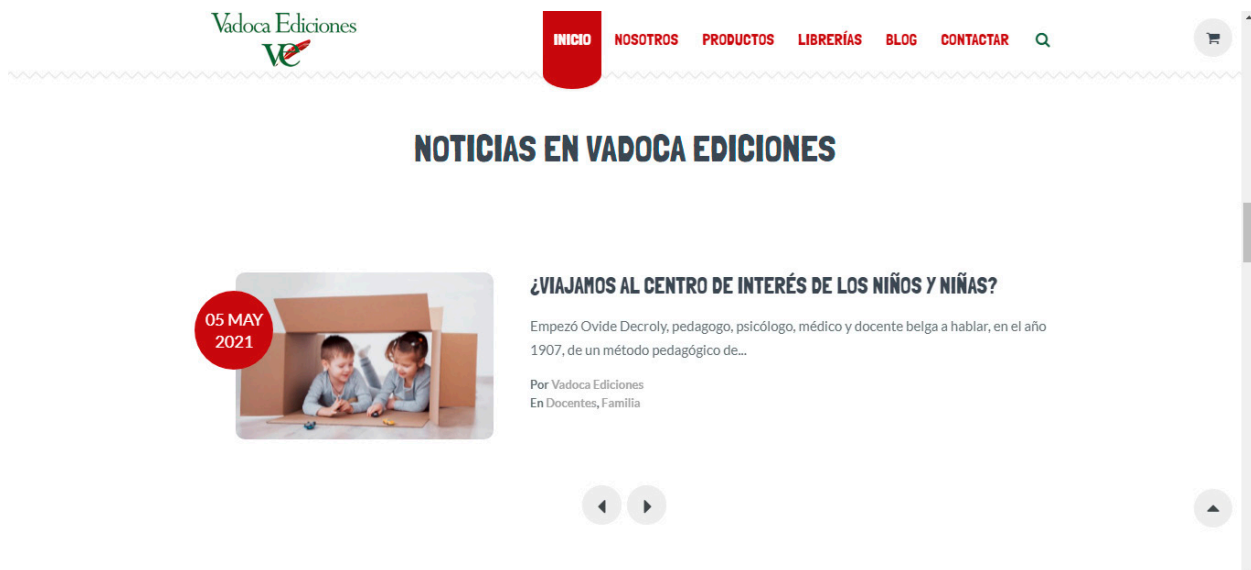 Vadoca Ediciones
VE
INICIO NOSOTROS PRODUCTOS LIBRERÍAS BLOG CONTACTAR
NOTICIAS EN VADOCA EDICIONES
05 MAY
2021
¿VIAJAMOS AL CENTRO DE INTERÉS DE LOS NIÑOS Y NIÑAS?
Empezó Ovide Decroly, pedagogo, psicólogo, médico y docente belga a hablar, en el año
1907, de un método pedagógico de...
Por Vadoca Ediciones
En Docentes, Familia